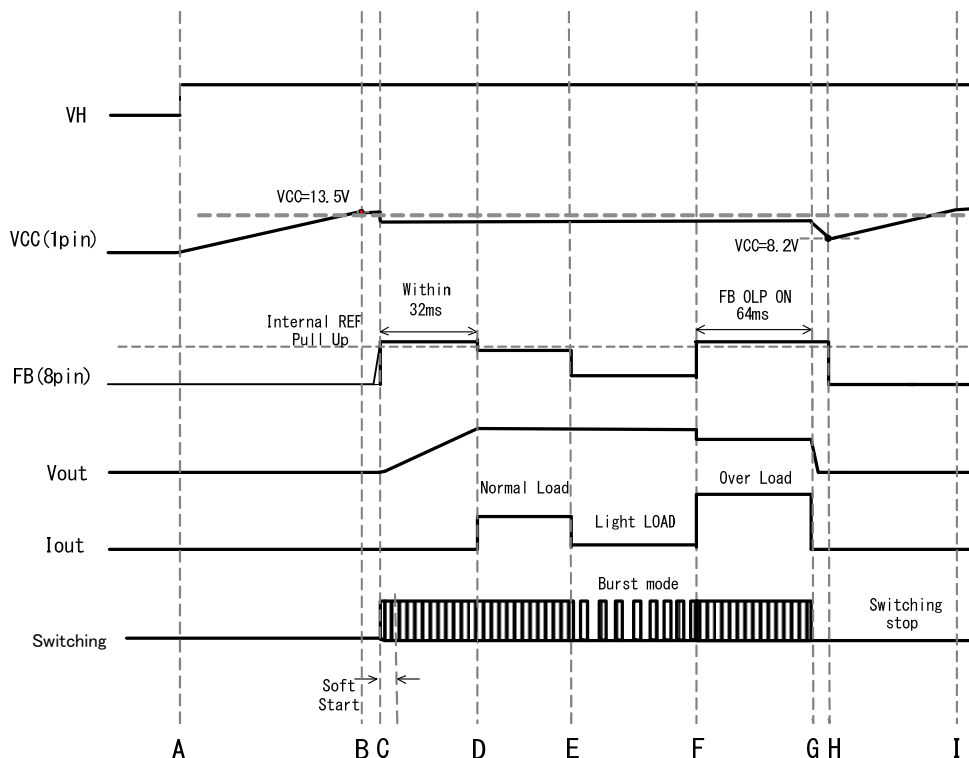 VH
VCC=13.5V
VCC(1pin)
VCC=8.2V
Within
32ms
FB OLP ON
64ms
Internal REF
Pull Up
FB(8pin)
Vout
Normal Load
Over Load
Light LOAD
Iout
Burst mode
Switching
stop
Switching
Soft
Start
A B C D E F G H I